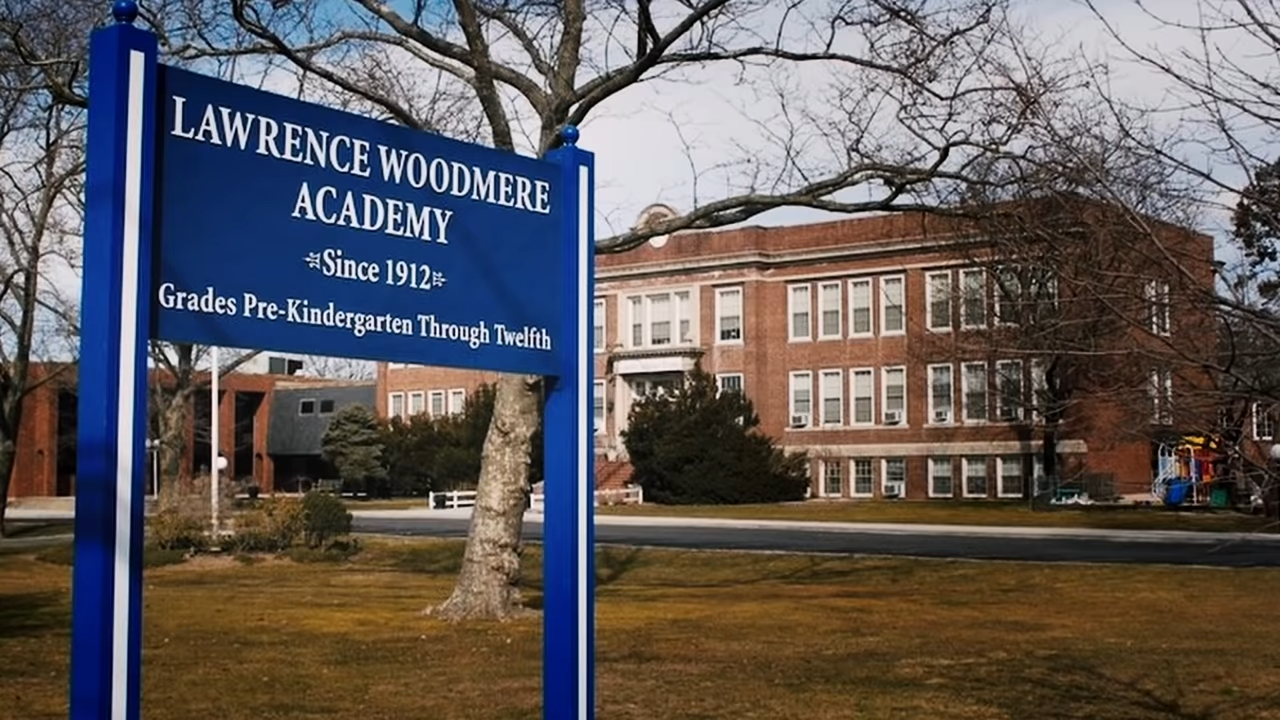 LAWRENCE WOODMERE
ACADEMY
Since 1912
Grades Pre-Kindergarten Through Twelfth